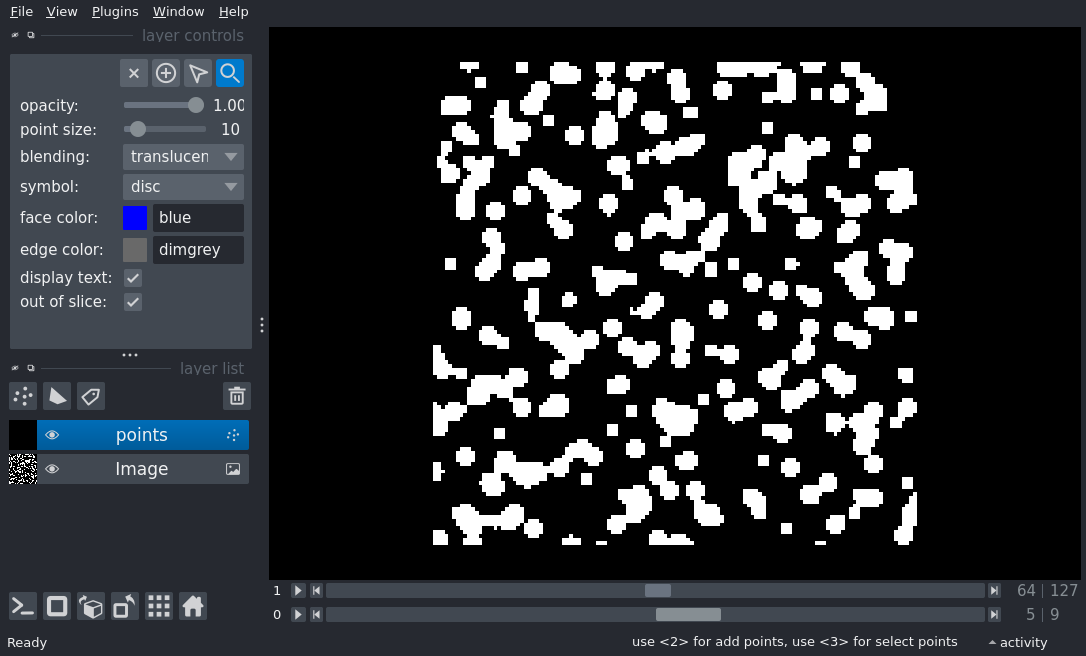 File View Plugins Window Help
layer controls
opacity: 1.00
point size: 10
blending: translucen
symbol: disc
face color: blue
edge color: dimgrey
display text:
out of slice:
layer list
points
Image
1 64 | 127
0 5 | 9
Ready use <2> for add points, use <3> for select points activity